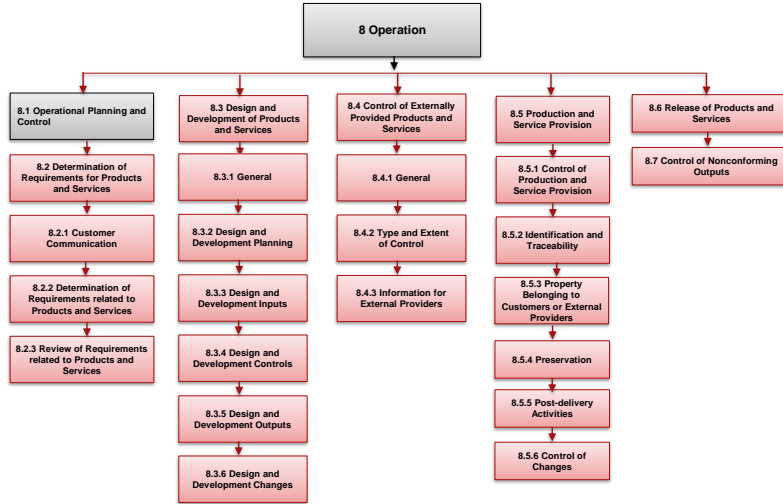 8 Operation
8.1 Operational Planning and
Control
8.2 Determination of
Requirements for Products
and Services
8.2.1 Customer
Communication
8.2.2 Determination of
Requirements related to
Products and Services
8.2.3 Review of Requirements
related to Products and
Services
8.3 Design and
Development of Products
and Services
8.3.1 General
8.3.2 Design and
Development Planning
8.3.3 Design and
Development Inputs
8.3.4 Design and
Development Controls
8.3.5 Design and
Development Outputs
8.3.6 Design and
Development Changes
8.4 Control of Externally
Provided Products and
Services
8.4.1 General
8.4.2 Type and Extent
of Control
8.4.3 Information for
External Providers
8.5 Production and
Service Provision
8.5.1 Control of
Production and
Service Provision
8.5.2 Identification and
Traceability
8.5.3 Property
Belonging to
Customers or External
Providers
8.5.4 Preservation
8.5.5 Post-delivery
Activities
8.5.6 Control of
Changes
8.6 Release of Products and
Services
8.7 Control of Nonconforming
Outputs